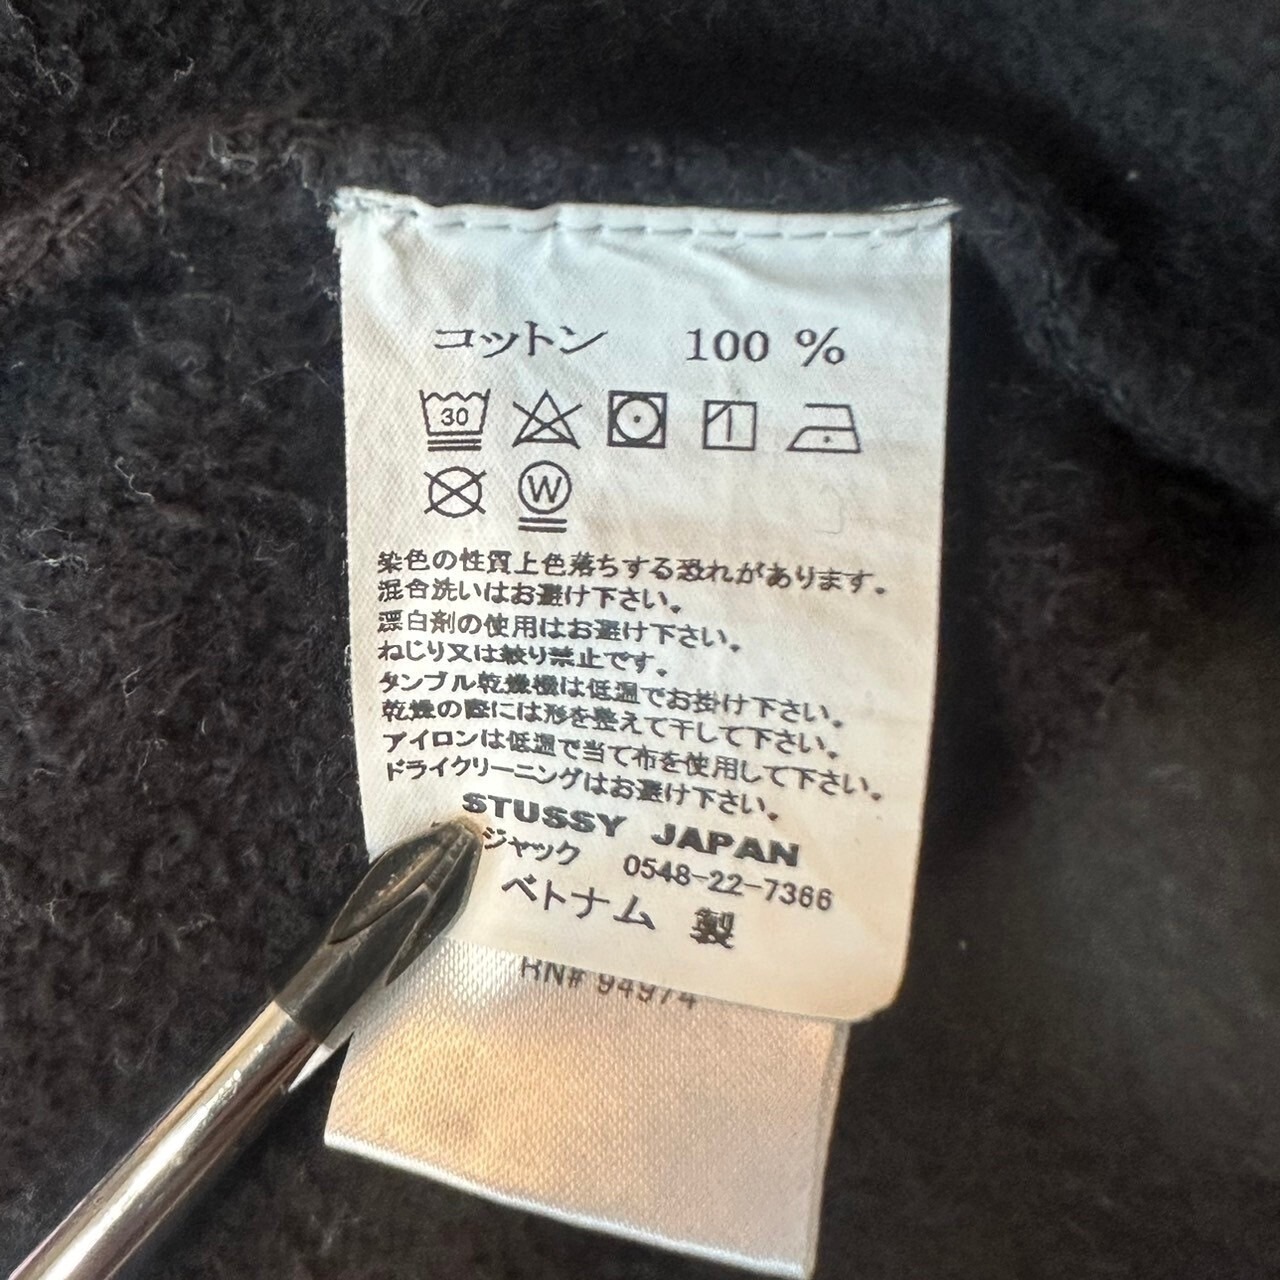 コットン 100 %
30
W
染色の性質上色落ちする恐れがあります。
混合洗いはお避け下さい。
漂白剤の使用はお避け下さい。
ねじり又は絞り禁止です。
タンブル乾燥機は低温でお掛け下さい。
乾燥の際には形を整えて干して下さい。
アイロンは低温で当て布を使用して下さい。
ドライクリーニングはお避け下さい。
STUSSY JAPAN
ジャック 0548-22-7366
ベトナム 製
RN# 94974